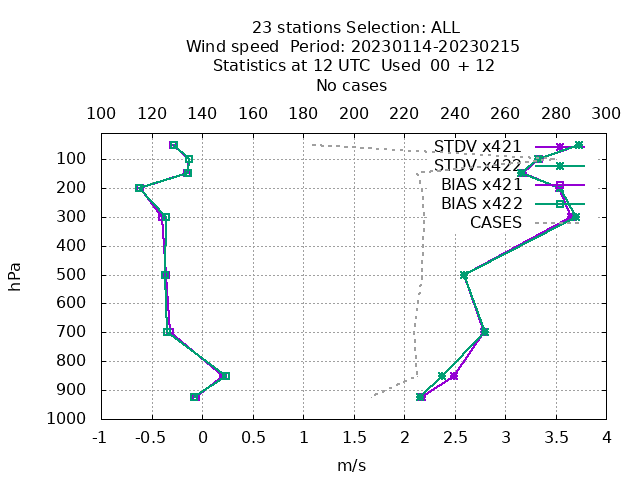 23 stations Selection: ALL
Wind speed  Period: 20230114-20230215
Statistics at 12 UTC  Used  00 + 12
No cases
100 120 140 160 180 200 220 240 260 280 300
STDV x421
STDV x422
BIAS x421
BIAS x422
CASES
100
200
300
400
500
600
700
800
900
1000
hPa
-1 -0.5 0 0.5 1 1.5 2 2.5 3 3.5 4
m/s